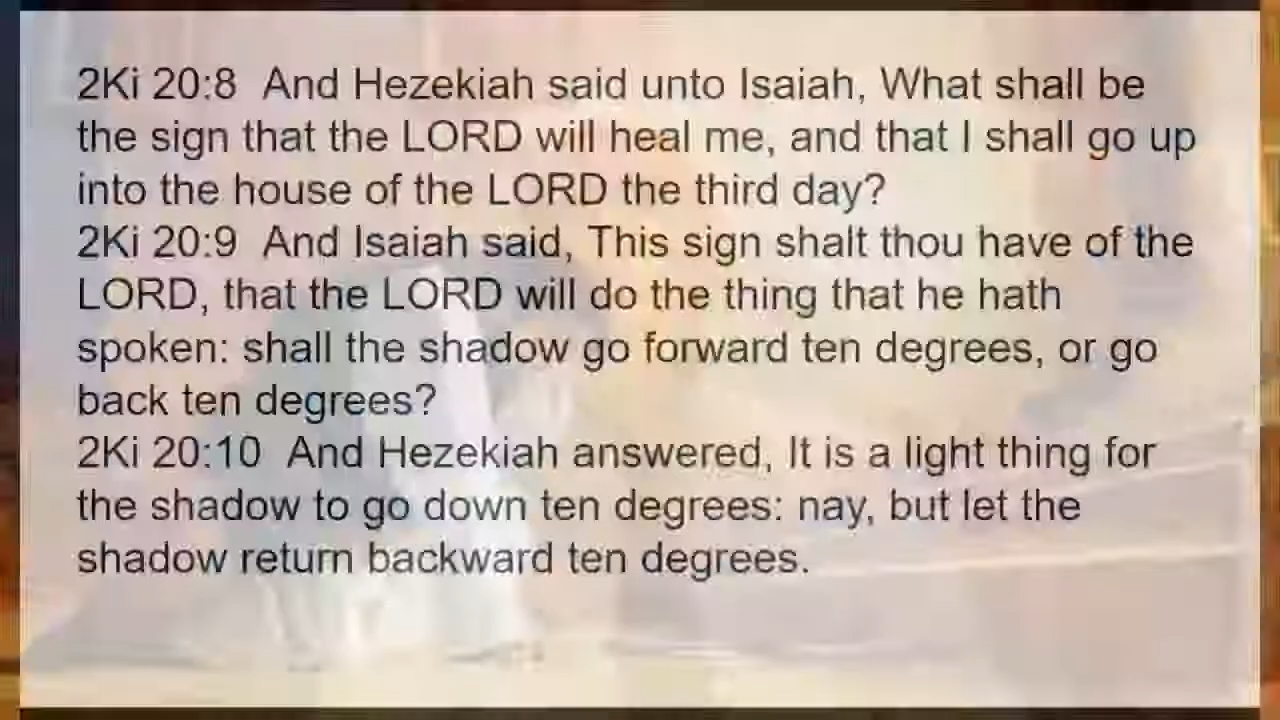 2Ki 20:8  And Hezekiah said unto Isaiah, What shall be
the sign that the LORD will heal me, and that I shall go up
into the house of the LORD the third day?
2Ki 20:9  And Isaiah said, This sign shalt thou have of the
LORD, that the LORD will do the thing that he hath
spoken: shall the shadow go forward ten degrees, or go
back ten degrees?
2Ki 20:10  And Hezekiah answered, It is a light thing for
the shadow to go down ten degrees: nay, but let the
shadow return backward ten degrees.